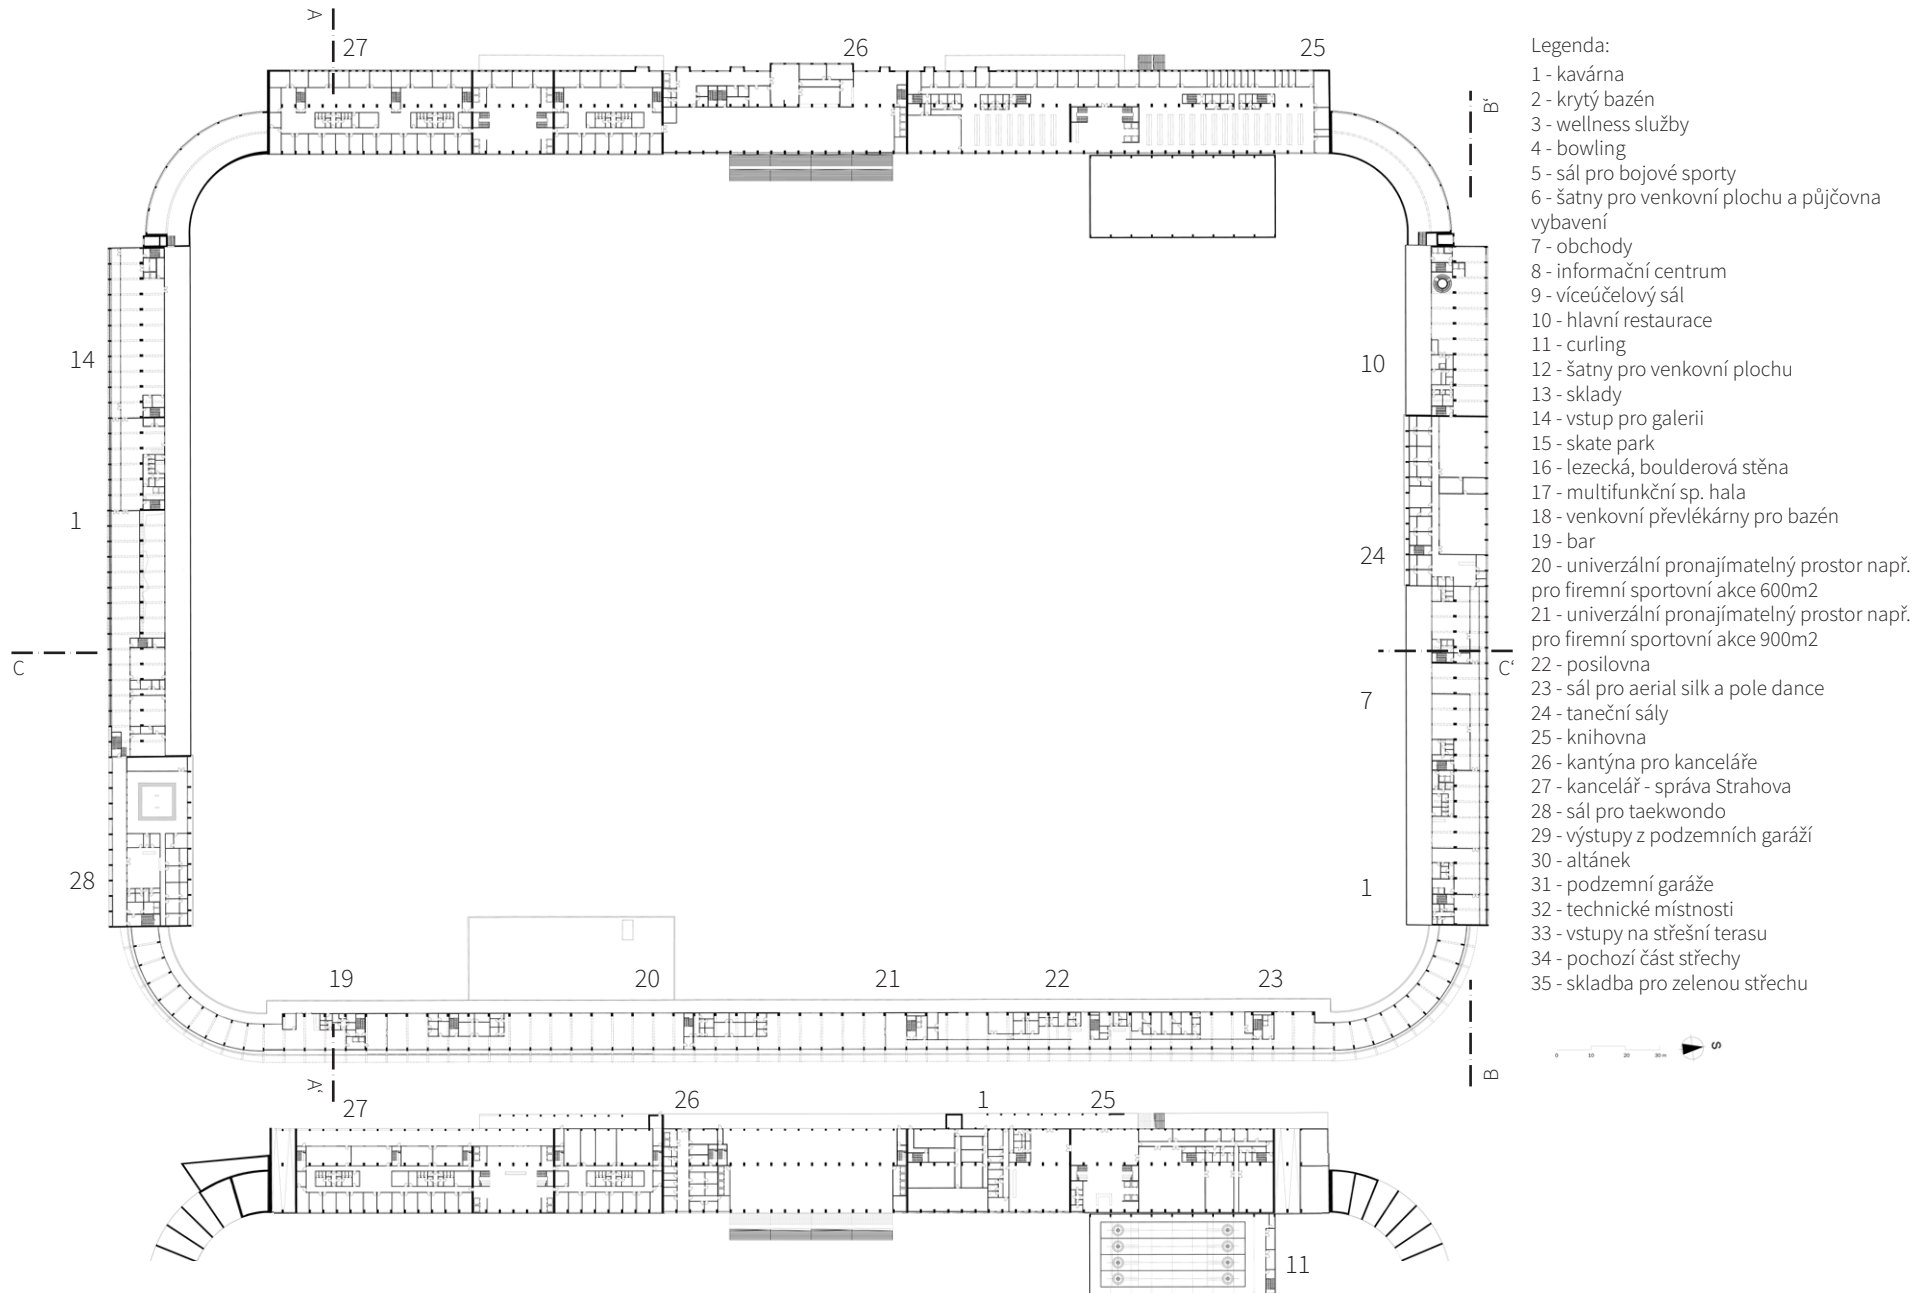 A
27
26
25
B'
14
10
1
24
C
C'
7
28
1
19
20
21
22
23
A'
B
27
26
1
25
11
Legenda:
1 - kavárna
2 - krytý bazén
3 - wellness služby
4 - bowling
5 - sál pro bojové sporty
6 - šatny pro venkovní plochu a půjčovna
vybavení
7 - obchody
8 - informační centrum
9 - víceúčelový sál
10 - hlavní restaurace
11 - curling
12 - šatny pro venkovní plochu
13 - sklady
14 - vstup pro galerii
15 - skate park
16 - lezecká, boulderová stěna
17 - multifunkční sp. hala
18 - venkovní převlékárny pro bazén
19 - bar
20 - univerzální pronajímatelný prostor např.
pro firemní sportovní akce 600m2
21 - univerzální pronajímatelný prostor např.
pro firemní sportovní akce 900m2
22 - posilovna
23 - sál pro aerial silk a pole dance
24 - taneční sály
25 - knihovna
26 - kantýna pro kanceláře
27 - kancelář - správa Strahova
28 - sál pro taekwondo
29 - výstupy z podzemních garáží
30 - altánek
31 - podzemní garáže
32 - technické místnosti
33 - vstupy na střešní terasu
34 - pochozí část střechy
35 - skladba pro zelenou střechu
0 10 20 30 m
S